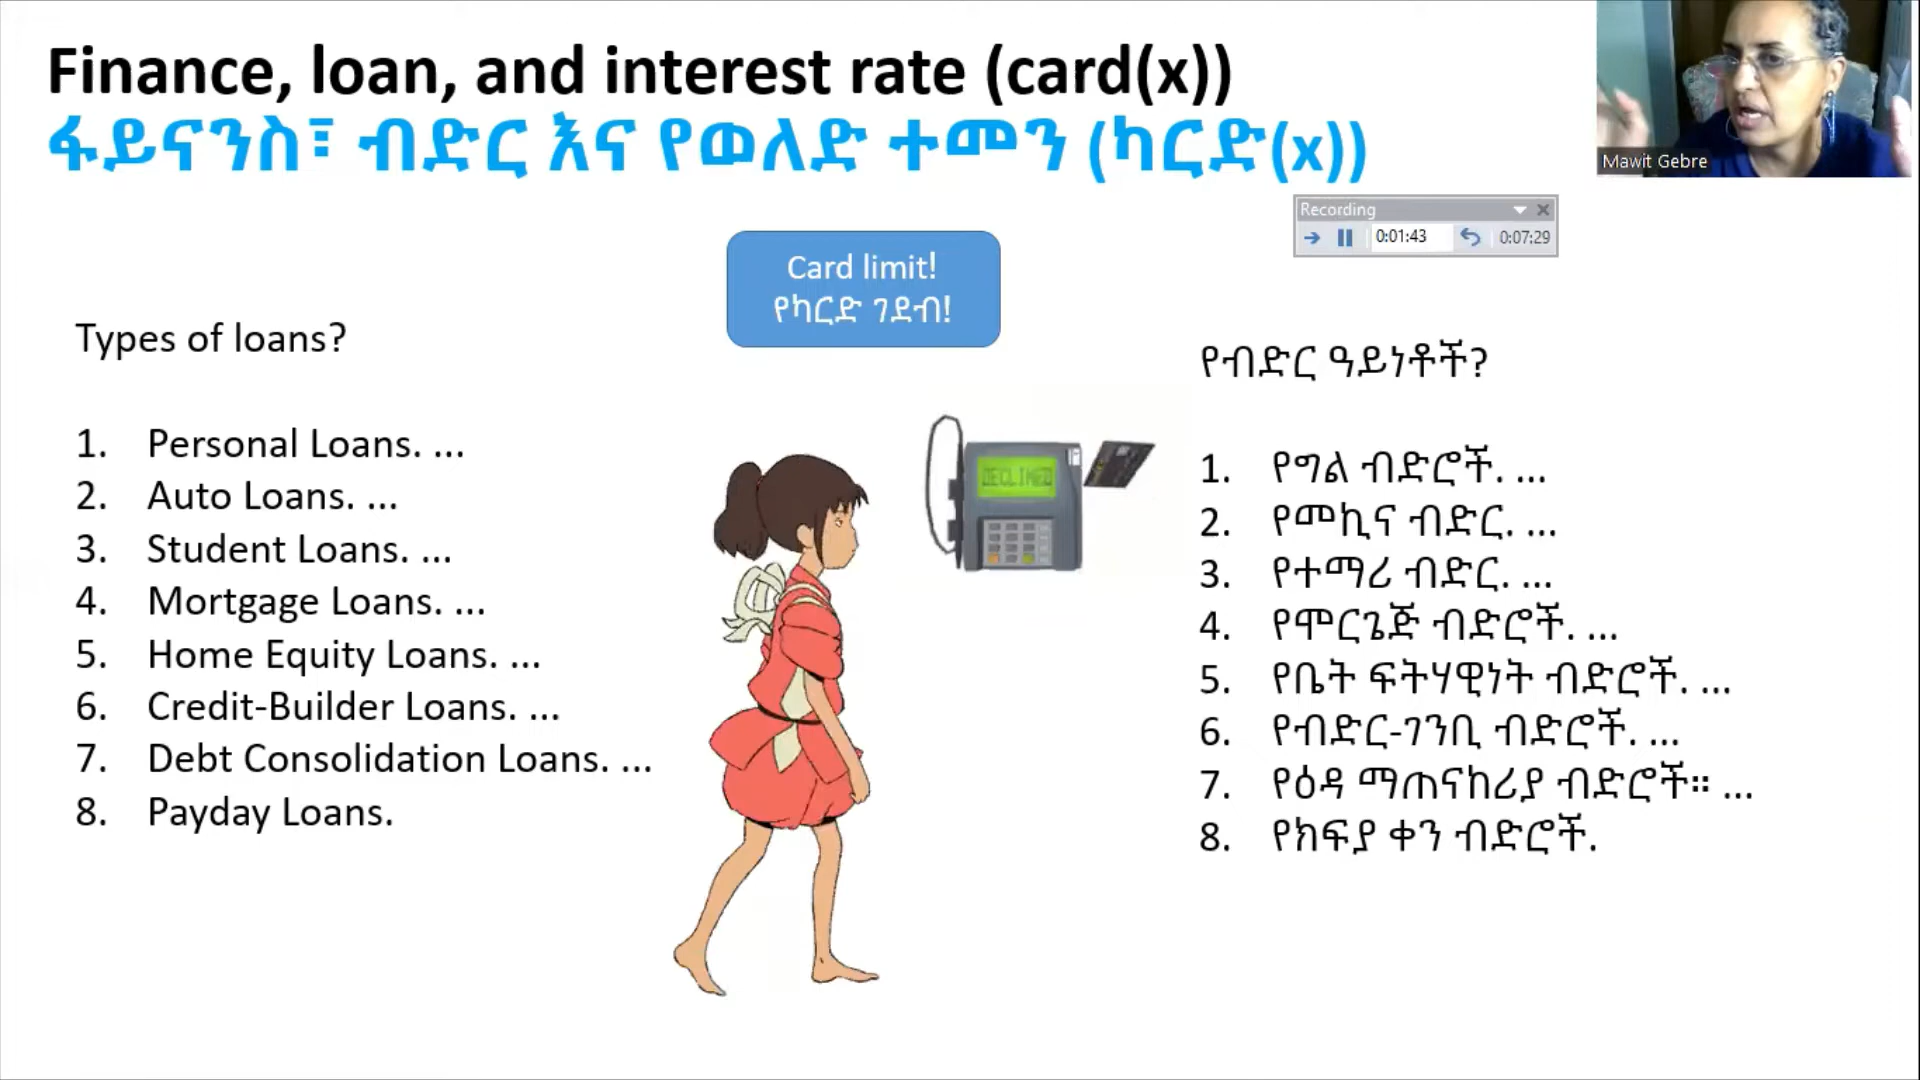 Finance, loan, and interest rate (card(x))
ፋይናንስ፣ ብድር እና የወለድ ተመን (ካርድ(x))
Mawit Gebre
Recording
0:01:43
0:07:29
Card limit!
የካርድ ገደብ!
Types of loans?
1. Personal Loans. ...
2. Auto Loans. ...
3. Student Loans. ...
4. Mortgage Loans. ...
5. Home Equity Loans. ...
6. Credit-Builder Loans. ...
7. Debt Consolidation Loans. ...
8. Payday Loans.
DECLINED
የብድር ዓይነቶች?
1. የግል ብድሮች. ...
2. የመኪና ብድር. ...
3. የተማሪ ብድር. ...
4. የሞርጌጅ ብድሮች. ...
5. የቤት ፍትሃዊነት ብድሮች. ...
6. የብድር-ገንቢ ብድሮች. ...
7. የዕዳ ማጠናከሪያ ብድሮች። ...
8. የክፍያ ቀን ብድሮች.